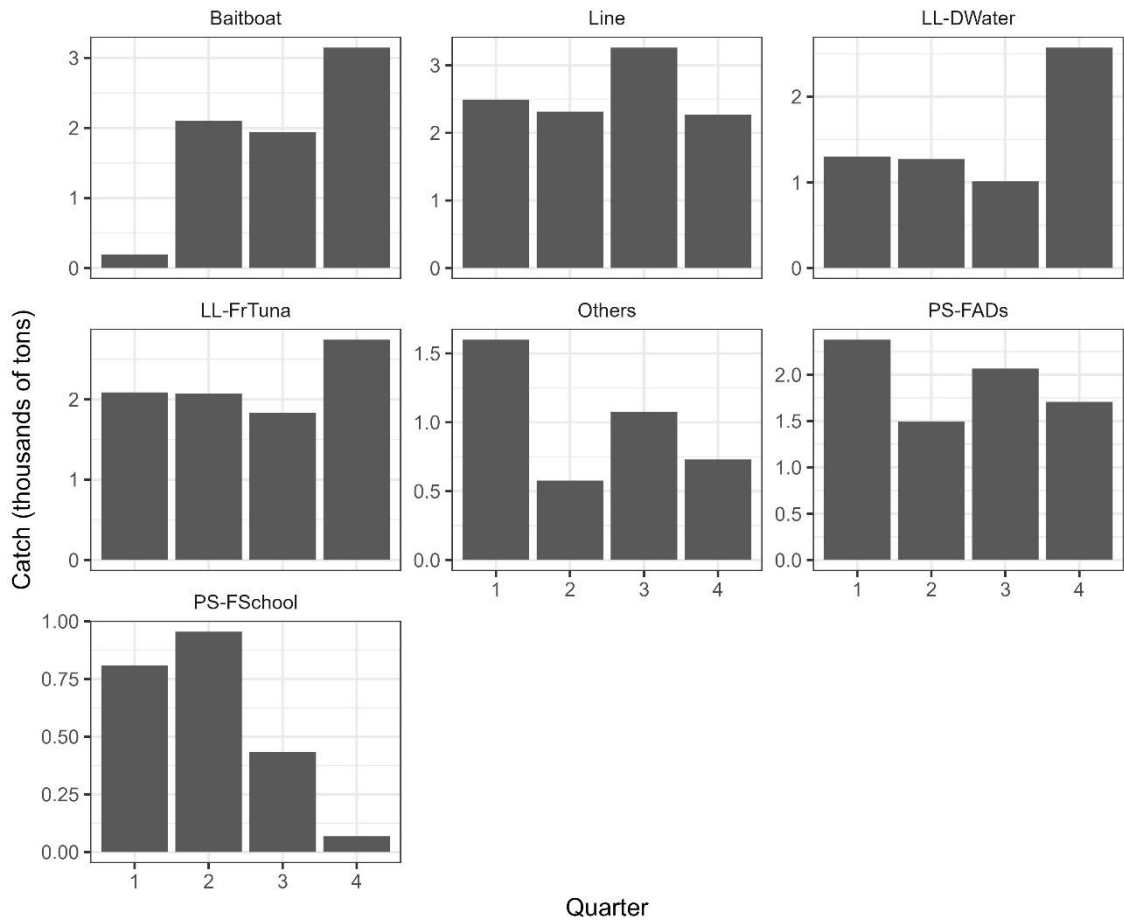 Baitboat
Line
LL-DWater
3
2
1
0
3
2
1
0
2
1
0
LL-FrTuna
Others
PS-FADs
2
1
0
1.5
1.0
0.5
0.0
2.0
1.5
1.0
0.5
0.0
1 2 3 4
1 2 3 4
PS-FSchool
1.00
0.75
0.50
0.25
0.00
1 2 3 4
Catch (thousands of tons)
Quarter